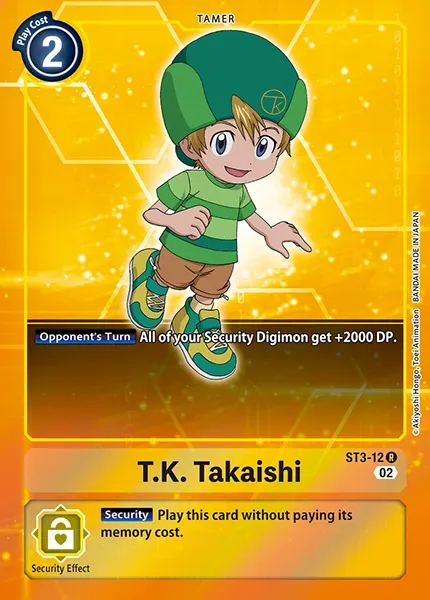 Play Cost
2
TAMER
TK
Opponent's Turn All of your Security Digimon get +2000 DP.
©Akiyoshi Hongo, Toei Animation BANDAI MADE IN JAPAN
ST3-12 R
02
T.K. Takaishi
Security Play this card without paying its
memory cost.
Security Effect